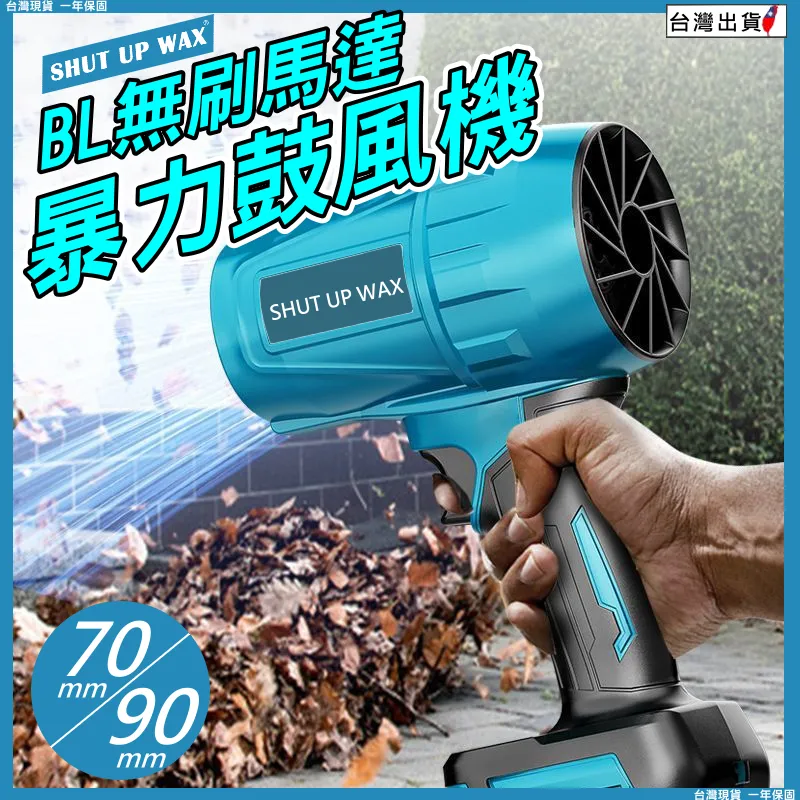 台灣現貨 一年保固
台灣出貨
SHUT UP WAX®
BL無刷馬達
暴力鼓風機
SHUT UP WAX
70
mm
90
mm
台灣現貨 一年保固